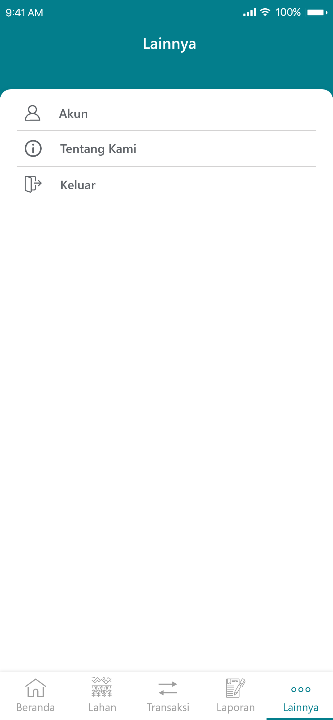 9:41 AM 100%
Lainnya
Akun
Tentang Kami
Keluar
Beranda Lahan Transaksi Laporan Lainnya